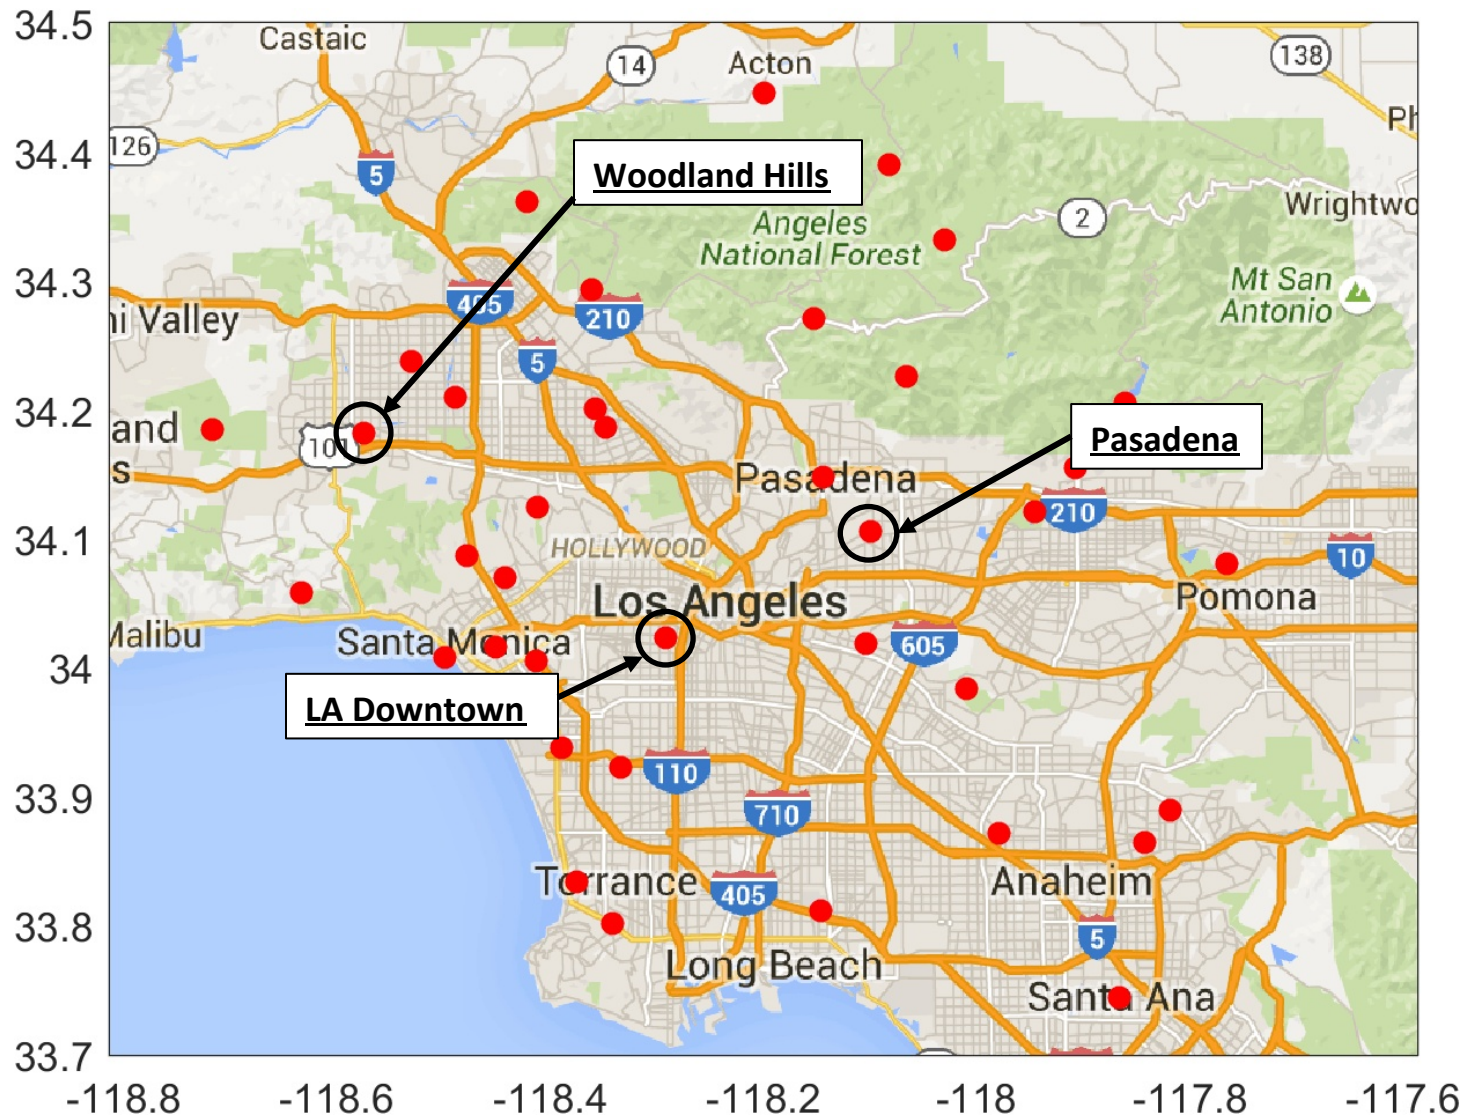 34.5
34.4
34.3
34.2
34.1
34
33.9
33.8
33.7
-118.8
-118.6
-118.4
-118.2
-118
-117.8
-117.6
Castaic
14
Acton
138
Ph
126
5
Woodland Hills
2
Wrightwo
Angeles
National Forest
Mt San
Antonio
405
210
ni Valley
5
and
s
101
Pasadena
Pasadena
210
HOLLYWOOD
10
Los Angeles
Pomona
Malibu
Santa Monica
605
LA Downtown
110
710
Torrance
405
Anaheim
5
Long Beach
Santa Ana